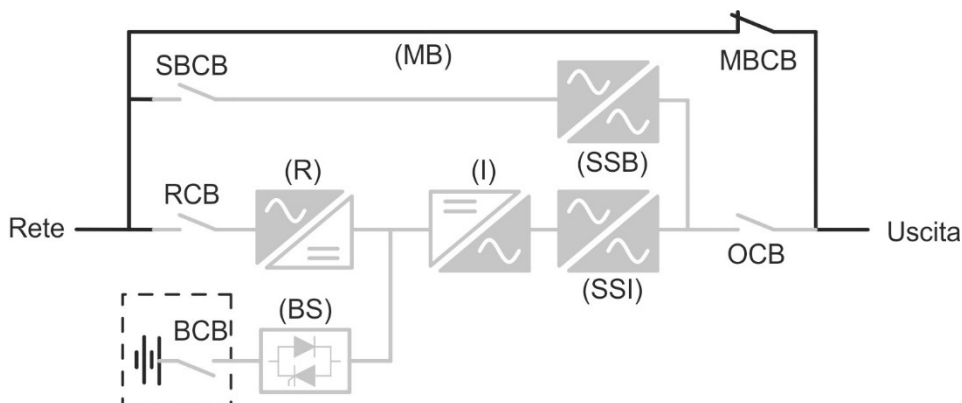 (MB)
MBCB
SBCB
(SSB)
(R)
(I)
RCB
Rete
Uscita
OCB
(SSI)
(BS)
BCB